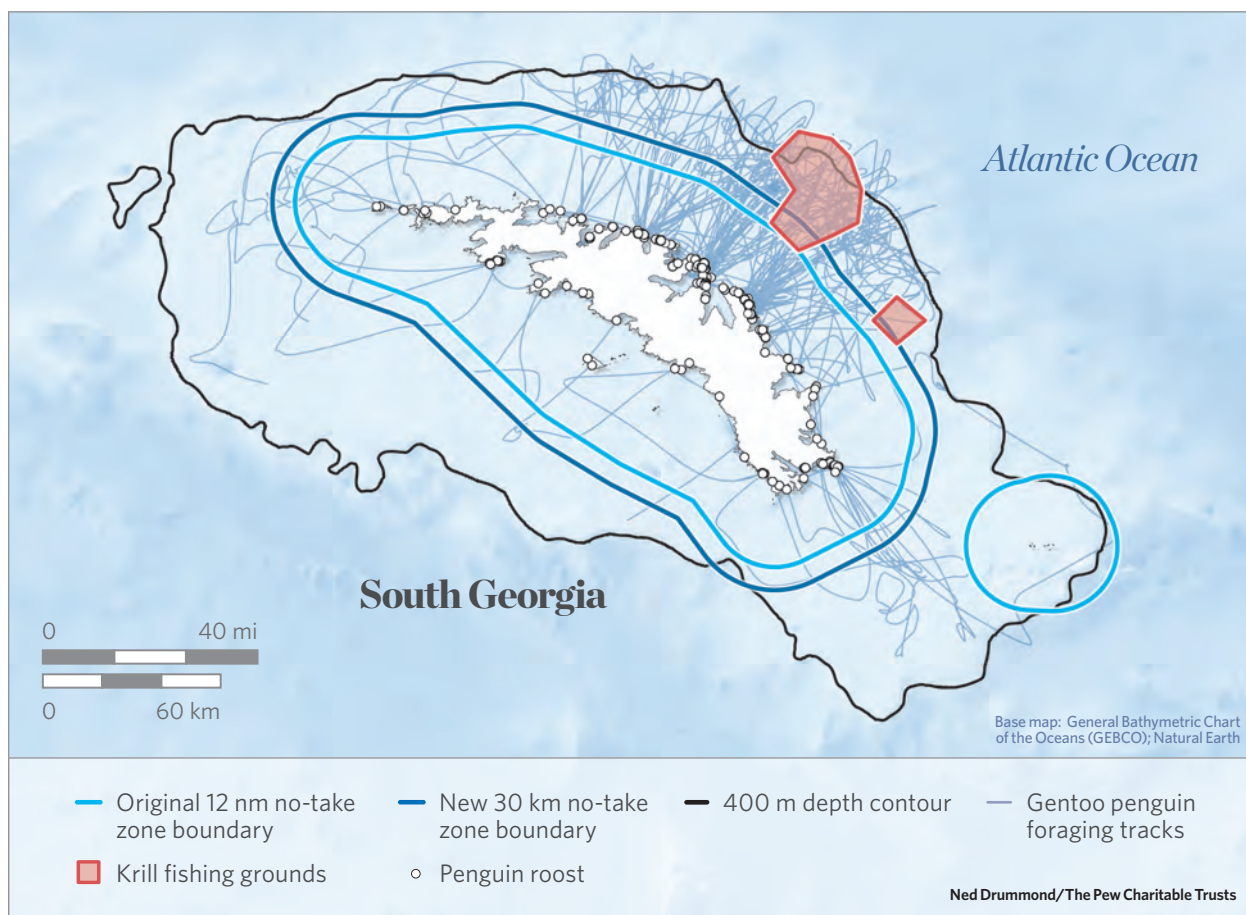 Atlantic Ocean
South Georgia
0 40 mi
0 60 km
Base map: General Bathymetric Chart
of the Oceans (GEBCO); Natural Earth
Original 12 nm no-take
zone boundary
New 30 km no-take
zone boundary
400 m depth contour
Gentoo penguin
foraging tracks
Krill fishing grounds
Penguin roost
Ned Drummond/The Pew Charitable Trusts